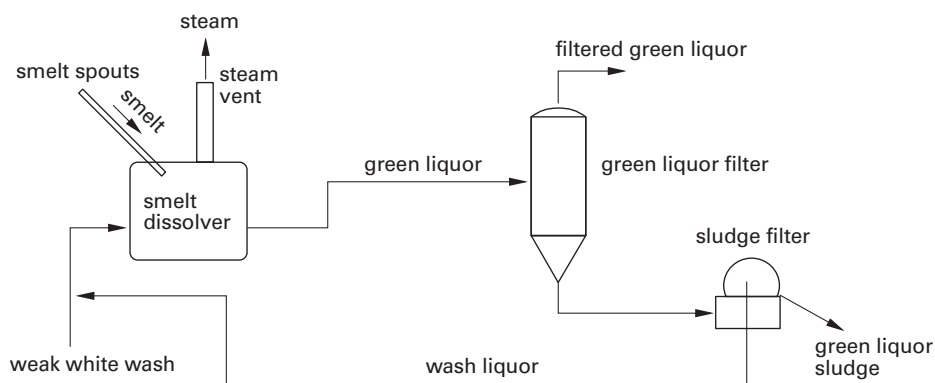 steam
smelt spouts
smelt
steam
vent
filtered green liquor
green liquor
green liquor filter
smelt
dissolver
sludge filter
weak white wash
wash liquor
green liquor
sludge